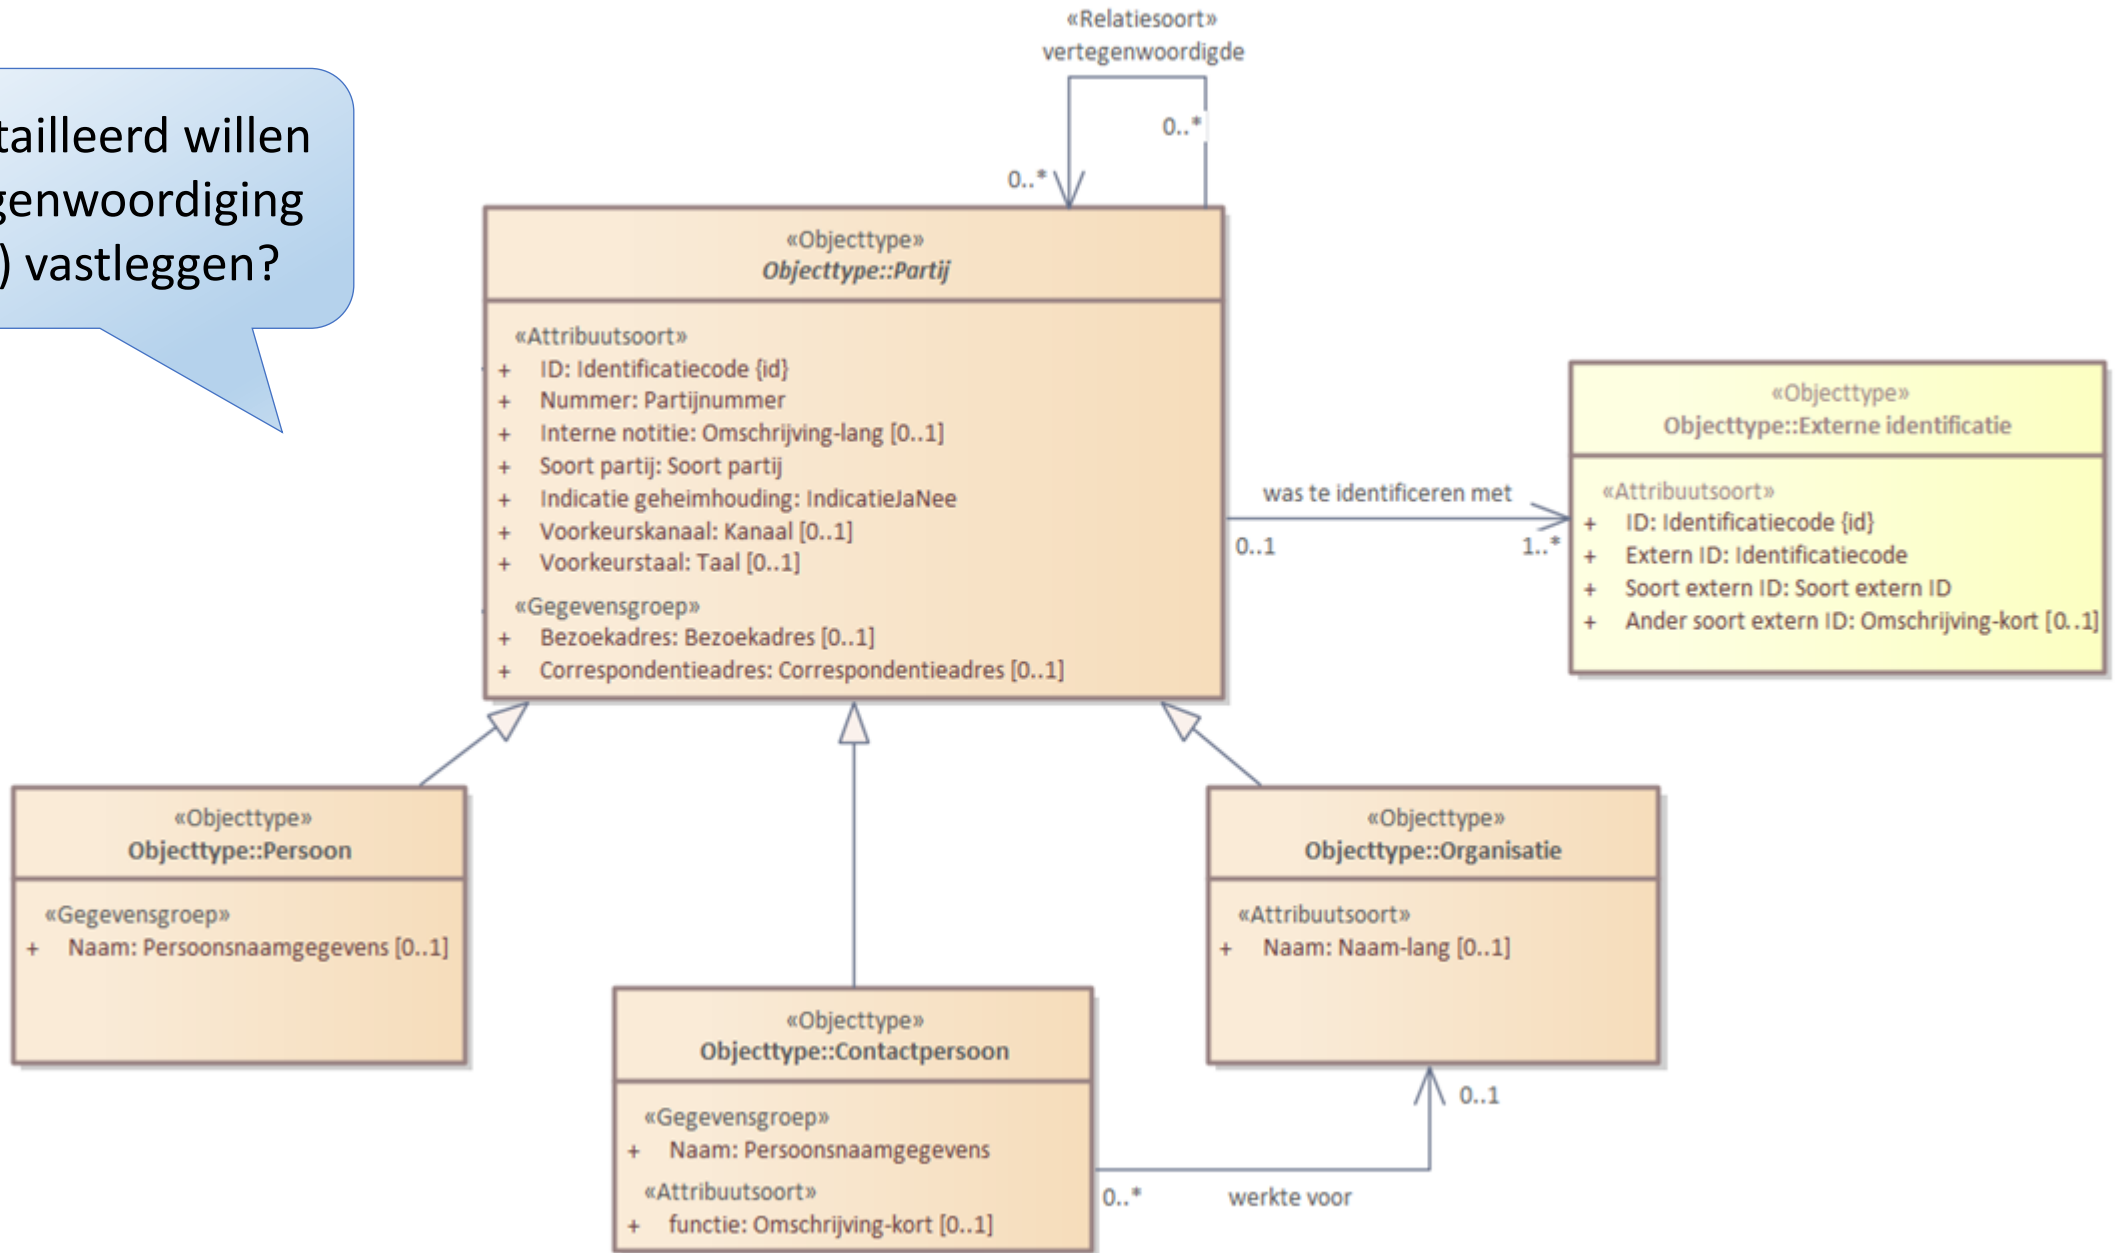 «Relatiesoort»
vertegenwoordigde
0..*
0..*
tailleerd willen
genwoordiging
) vastleggen?
«Objecttype»
Objecttype::Partij
«Attribuutsoort»
+ ID: Identificatiecode {id}
+ Nummer: Partijnummer
+ Interne notitie: Omschrijving-lang [0..1]
+ Soort partij: Soort partij
+ Indicatie geheimhouding: IndicatieJaNee
+ Voorkeurskanaal: Kanaal [0..1]
+ Voorkeurstaal: Taal [0..1]
«Gegevensgroep»
+ Bezoekadres: Bezoekadres [0..1]
+ Correspondentieadres: Correspondentieadres [0..1]
was te identificeren met
0..1
1..*
«Objecttype»
Objecttype::Externe identificatie
«Attribuutsoort»
+ ID: Identificatiecode {id}
+ Extern ID: Identificatiecode
+ Soort extern ID: Soort extern ID
+ Ander soort extern ID: Omschrijving-kort [0..1]
«Objecttype»
Objecttype::Persoon
«Gegevensgroep»
+ Naam: Persoonsnaamgegevens [0..1]
«Objecttype»
Objecttype::Contactpersoon
«Gegevensgroep»
+ Naam: Persoonsnaamgegevens
«Attribuutsoort»
+ functie: Omschrijving-kort [0..1]
«Objecttype»
Objecttype::Organisatie
«Attribuutsoort»
+ Naam: Naam-lang [0..1]
0..1
0..*
werkte voor